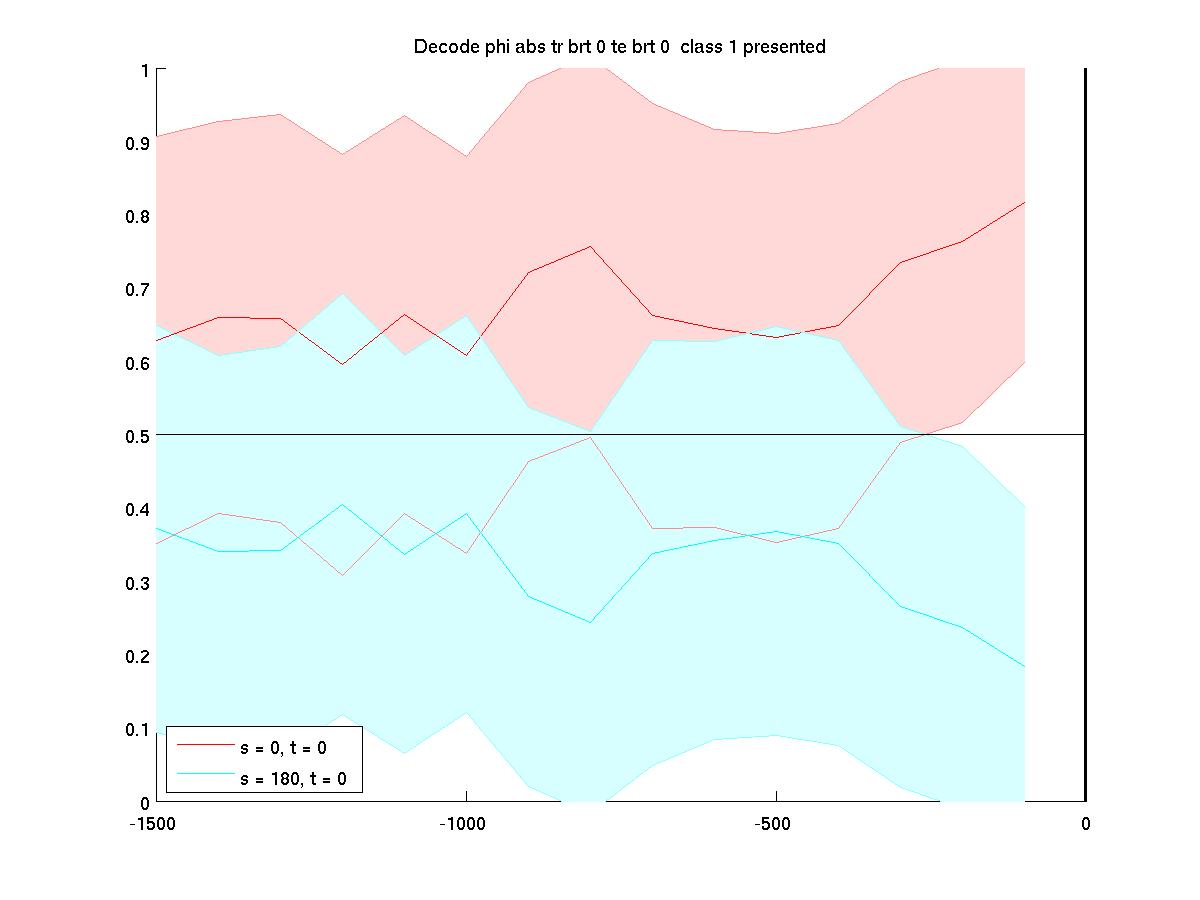 Decode phi abs tr brt 0 te brt 0  class 1 presented
1
0.9
0.8
0.7
0.6
0.5
0.4
0.3
0.2
0.1
0
s = 0, t = 0
s = 180, t = 0
-1500 -1000 -500 0